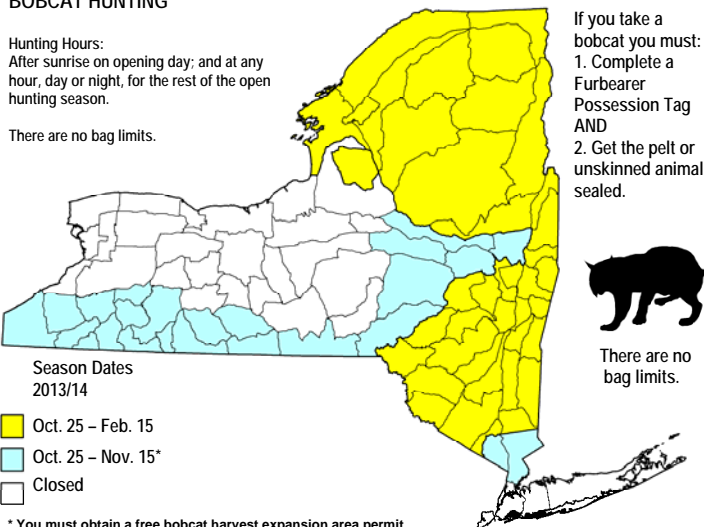 BOBCAT HUNTING
Hunting Hours:
After sunrise on opening day; and at any
hour, day or night, for the rest of the open
hunting season.
There are no bag limits.
If you take a
bobcat you must:
1. Complete a
Furbearer
Possession Tag
AND
2. Get the pelt or
unskinned animal
sealed.
There are no
bag limits.
Season Dates
2013/14
Oct. 25 – Feb. 15
Oct. 25 – Nov. 15*
Closed
* You must obtain a free bobcat harvest expansion area permit